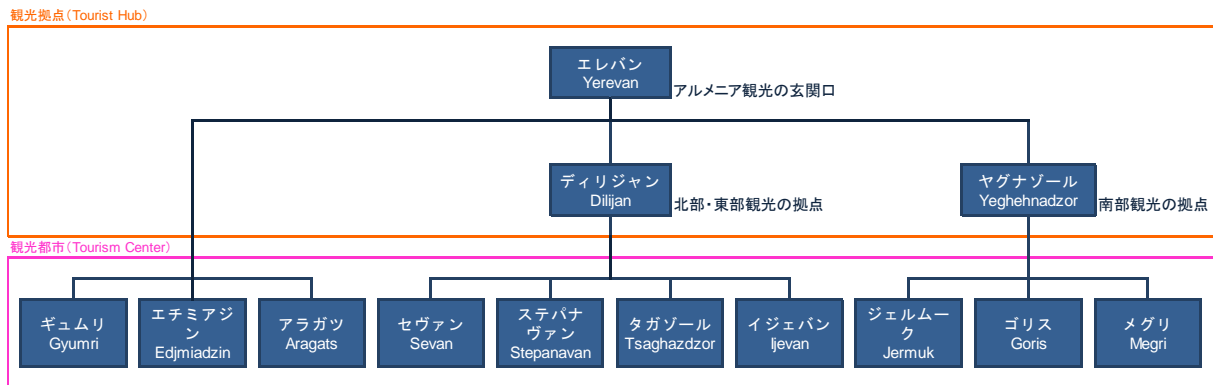 観光拠点(Tourist Hub)
エレバン
Yerevan
アルメニア観光の玄関口
ディリジャン
Dilijan
北部・東部観光の拠点
ヤグナゾール
Yeghehnadzor
南部観光の拠点
観光都市(Tourism Center)
ギュムリ
Gyumri
エチミアジ
ン
Edjmiadzin
アラガツ
Aragats
セヴァン
Sevan
ステパナ
ヴァン
Stepanavan
タガゾール
Tsaghazdzor
イジェバン
Ijevan
ジェルムー
ク
Jermuk
ゴリス
Goris
メグリ
Megri